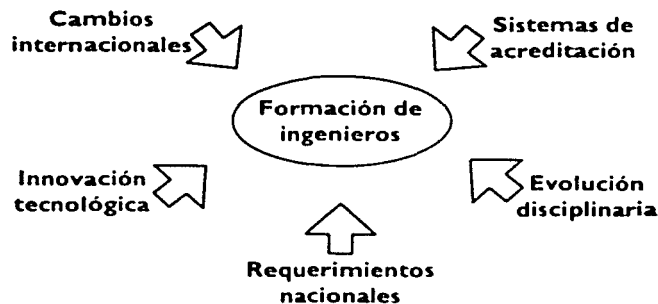 Cambios
internacionales
Sistemas de
acreditación
Formación de
ingenieros
Innovación
tecnológica
Evolución
disciplinaria
Requerimientos
nacionales